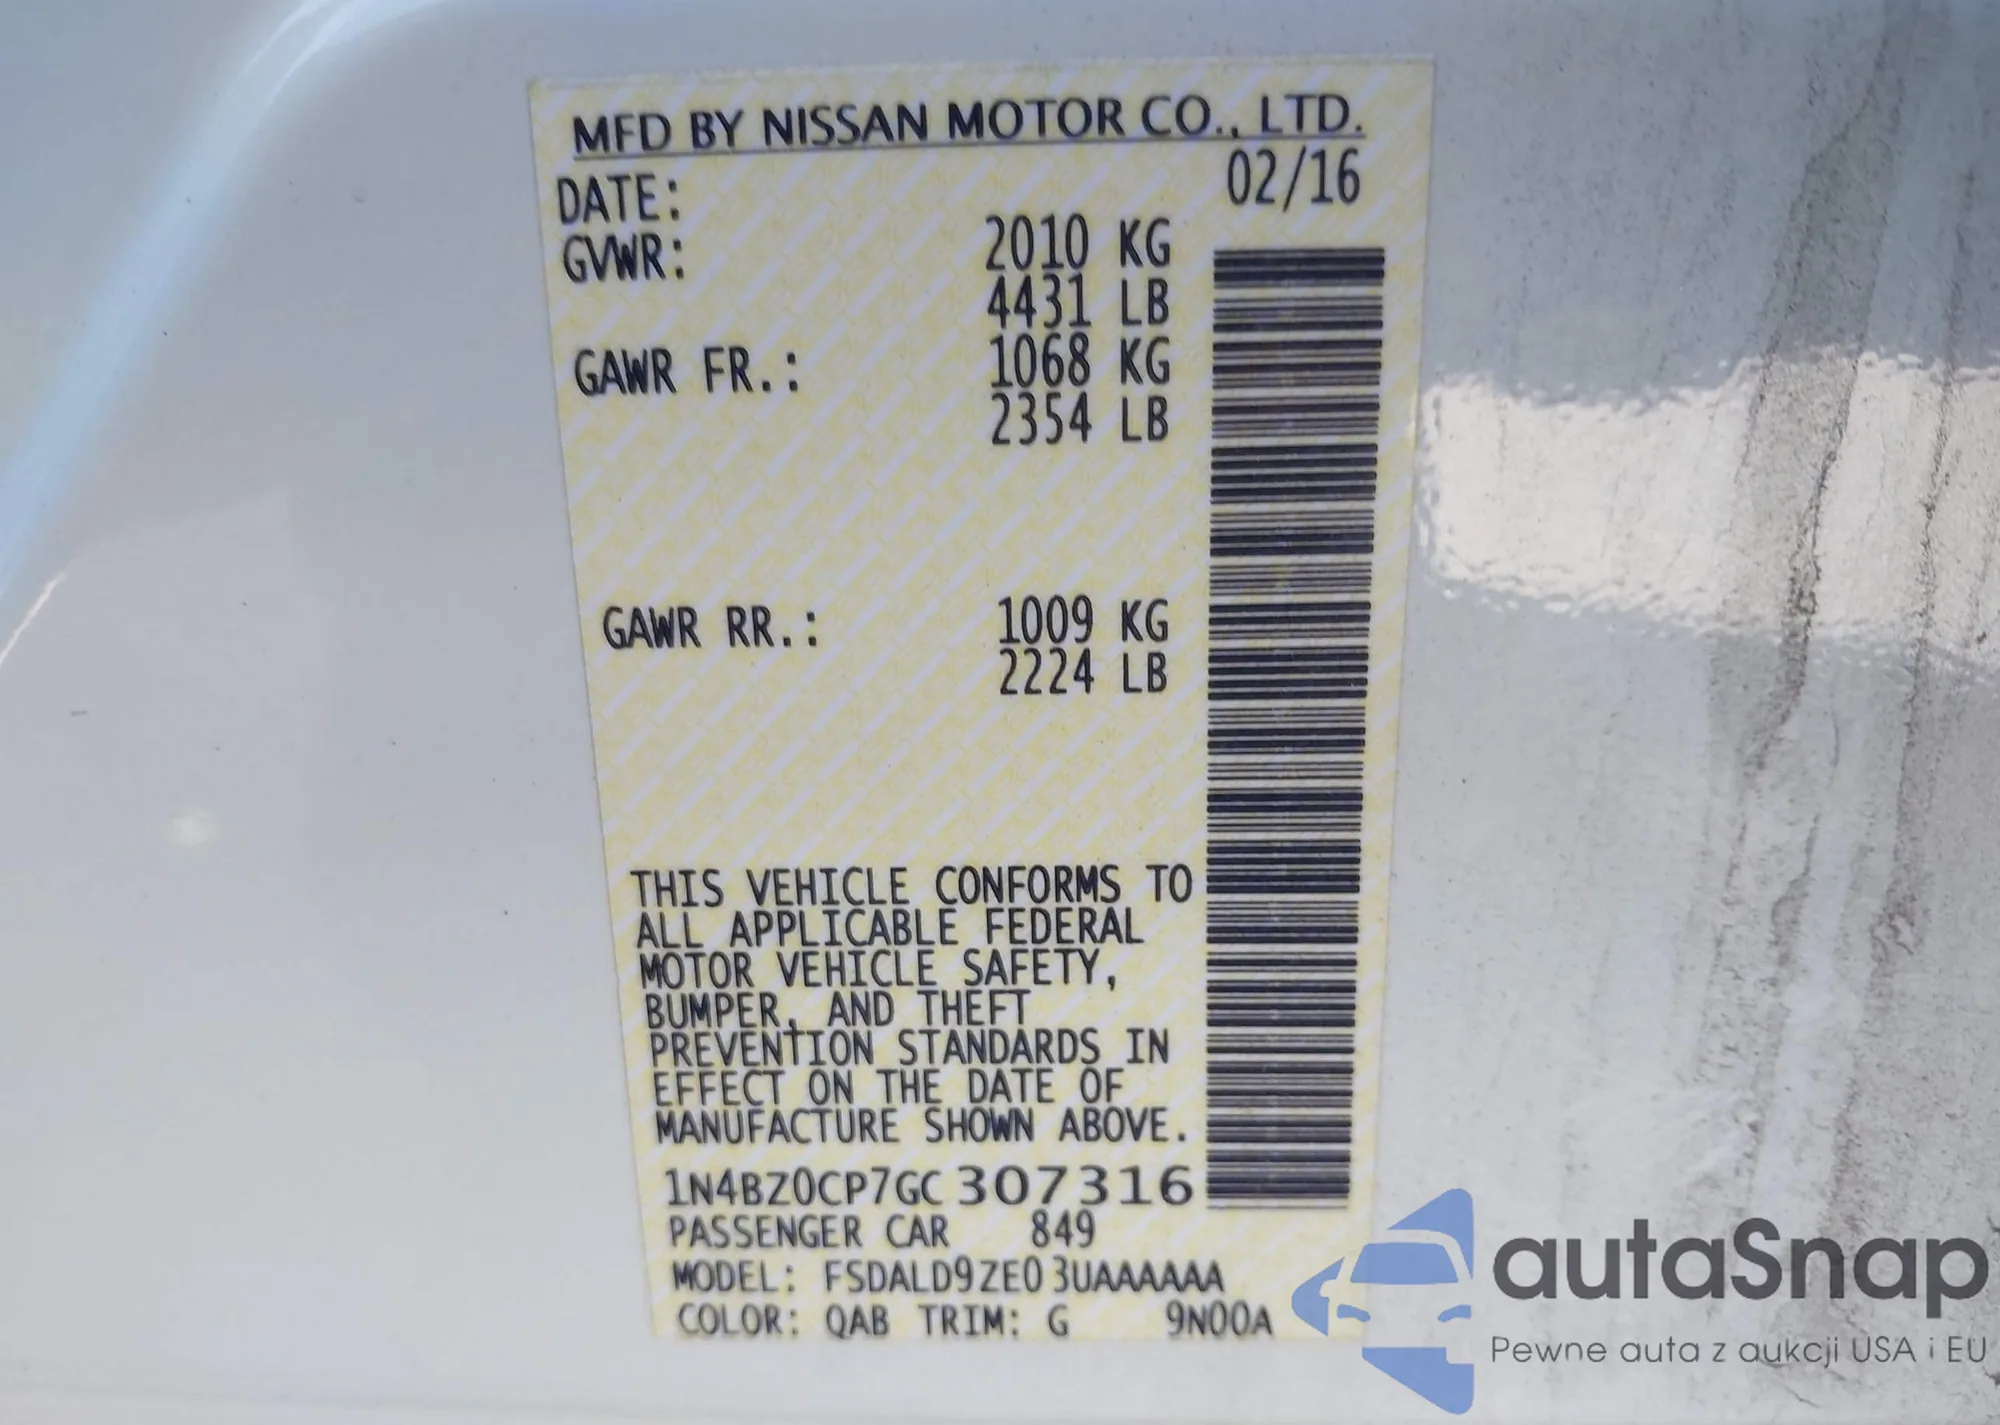 MFD BY NISSAN MOTOR CO., LTD.
DATE: 02/16
GVWR: 2010 KG
4431 LB
GAWR FR.: 1068 KG
2354 LB
GAWR RR.: 1009 KG
2224 LB
THIS VEHICLE CONFORMS TO
ALL APPLICABLE FEDERAL
MOTOR VEHICLE SAFETY,
BUMPER, AND THEFT
PREVENTION STANDARDS IN
EFFECT ON THE DATE OF
MANUFACTURE SHOWN ABOVE.
1N4BZ0CP7GC307316
PASSENGER CAR 849
MODEL: FSDALD9ZE03UAAAAAA
COLOR: QAB TRIM: G 9N00A
autaSnap
Pewne auta z aukcji USA i EU